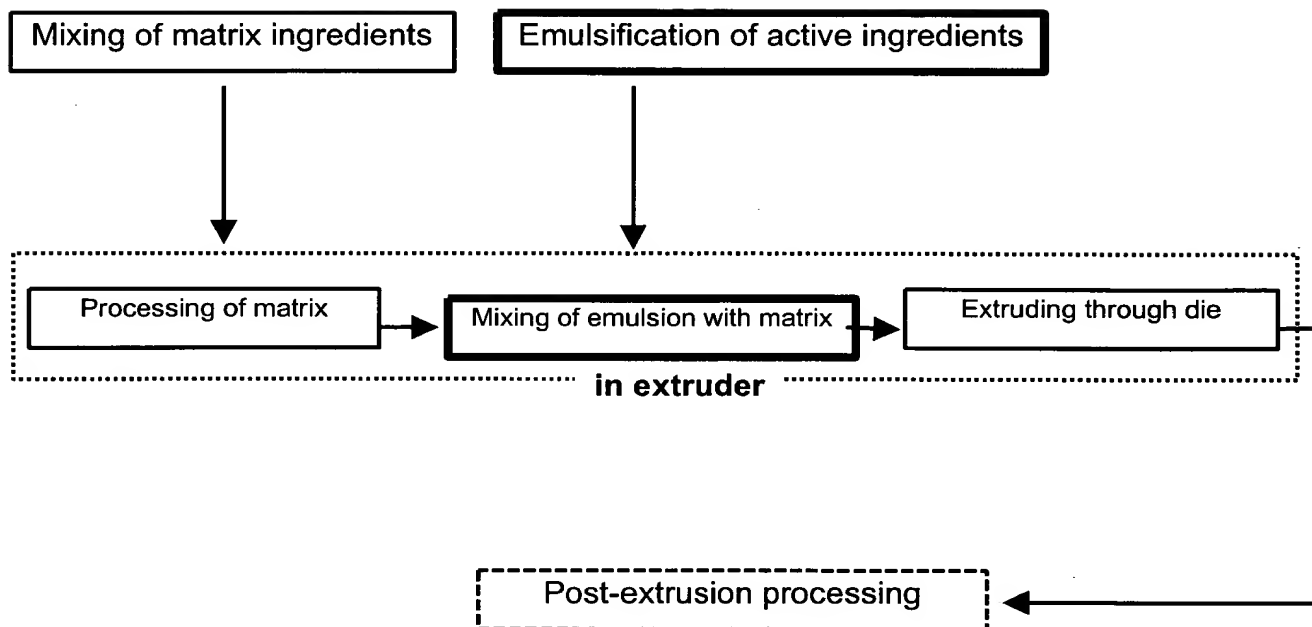 Mixing of matrix ingredients
Emulsification of active ingredients
Processing of matrix
Mixing of emulsion with matrix
Extruding through die
in extruder
Post-extrusion processing